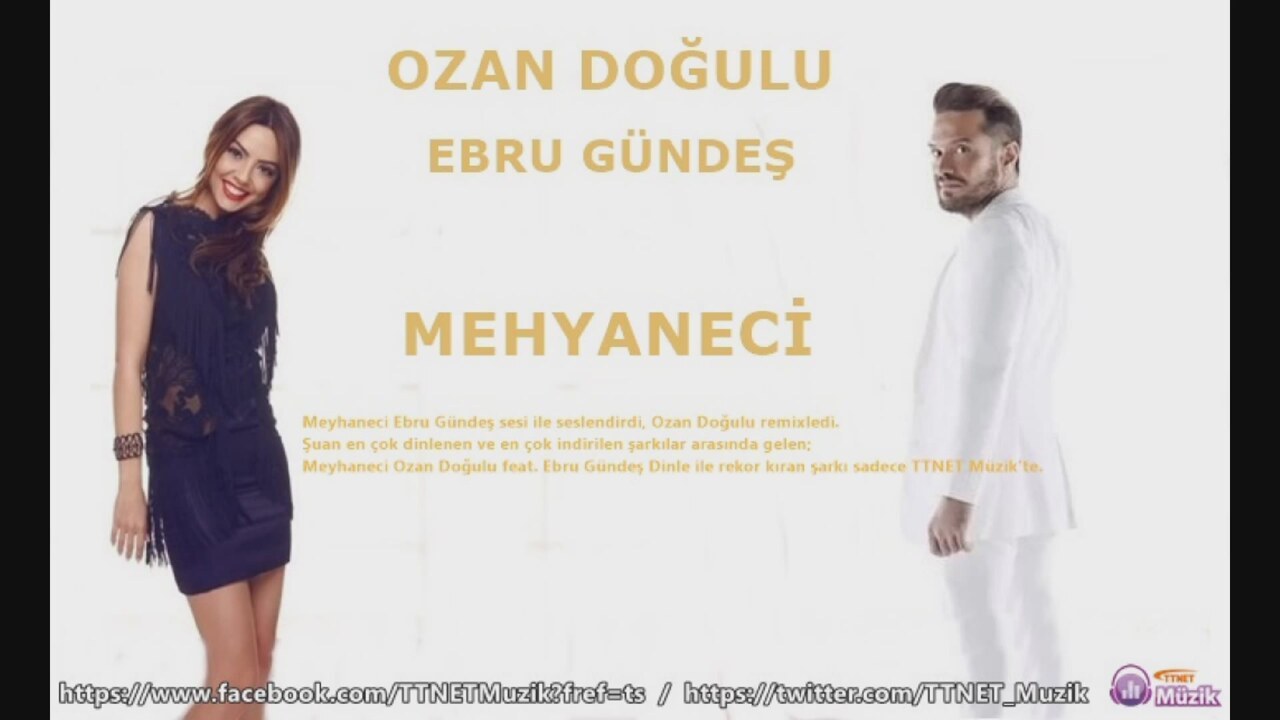 OZAN DOĞULU
EBRU GÜNDEŞ
MEHYANECİ
Meyhaneci Ebru Gündeş sesi ile seslendirdi, Ozan Doğulu remixledi.
Şuan en çok dinlenen ve en çok indirilen şarkılar arasında gelen;
Meyhaneci Ozan Doğulu feat. Ebru Gündeş Dinle ile rekor kıran şarkı sadece TTNET Müzik'te.
https://www.facebook.com/TTNETMuzik?fref=ts / https://twitter.com/TTNET_Muzik
TTNET
Müzik